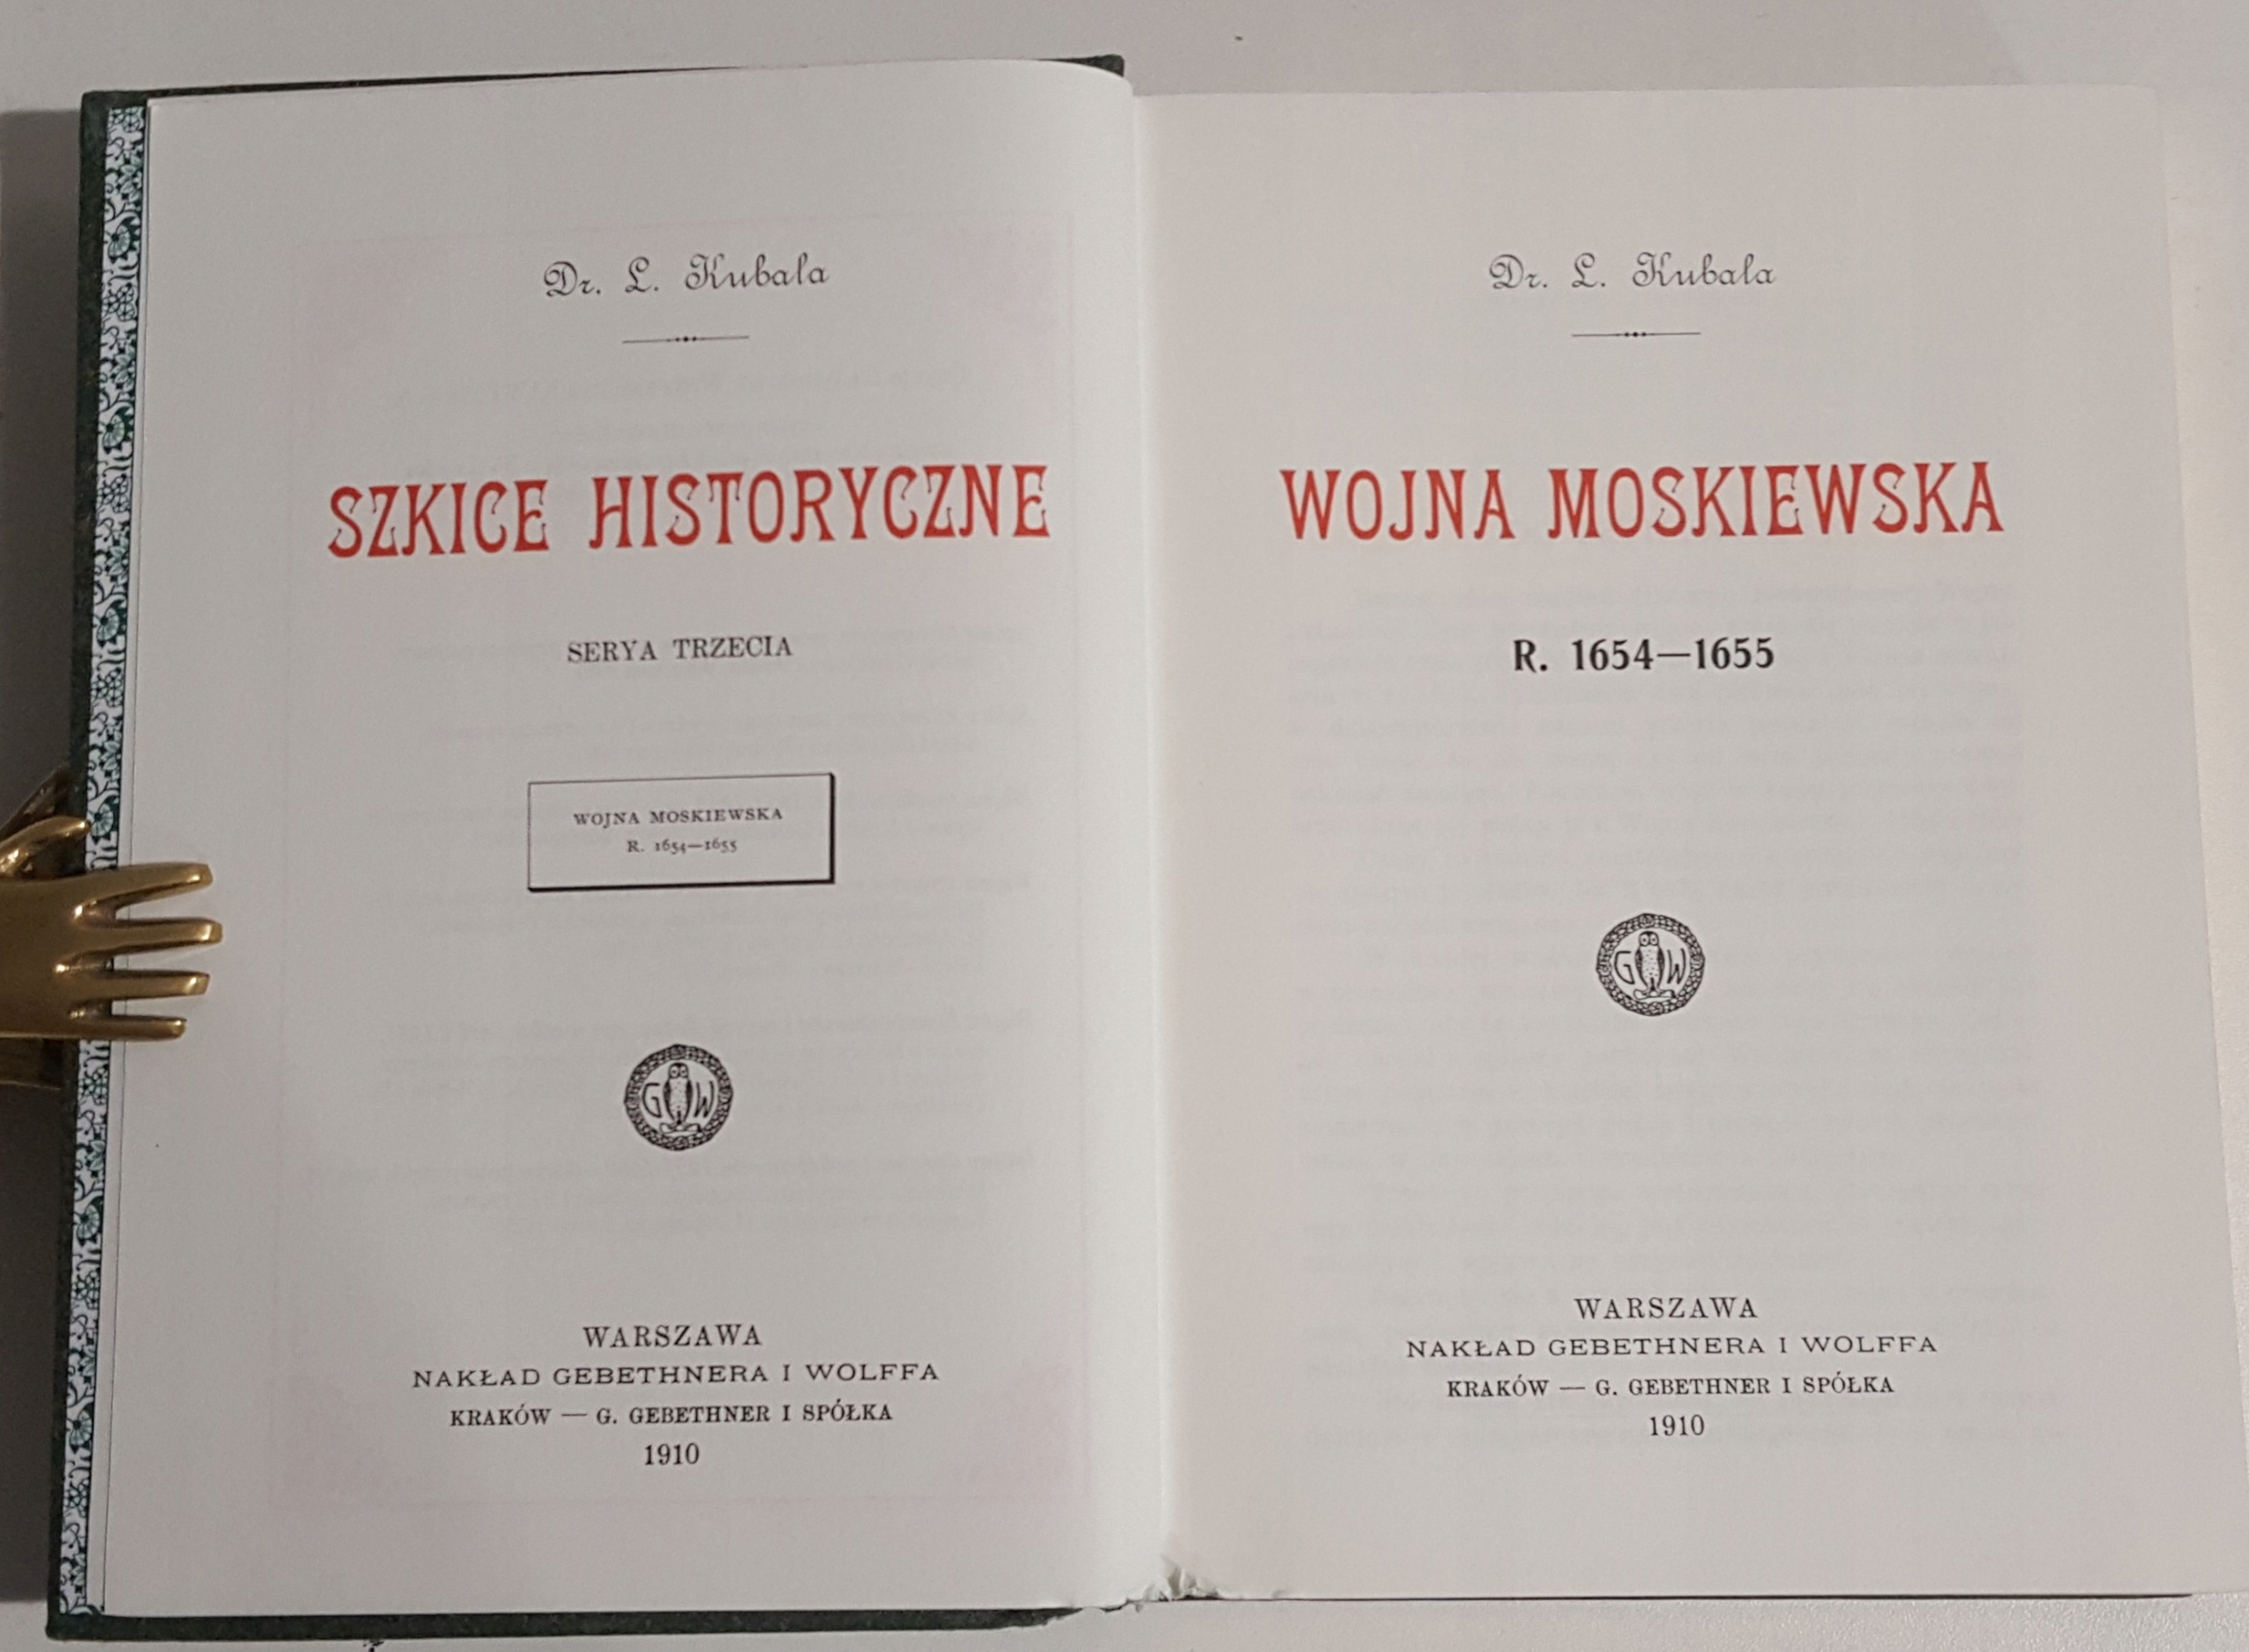 Dr. L. Kubala
SZKICE HISTORYCZNE
SERYA TRZECIA
WOJNA MOSKIEWSKA
R. 1654—1655
G W
WARSZAWA
NAKŁAD GEBETHNERA I WOLFFA
KRAKÓW — G. GEBETHNER I SPÓŁKA
1910
Dr. L. Kubala
WOJNA MOSKIEWSKA
R. 1654—1655
G W
WARSZAWA
NAKŁAD GEBETHNERA I WOLFFA
KRAKÓW — G. GEBETHNER I SPÓŁKA
1910